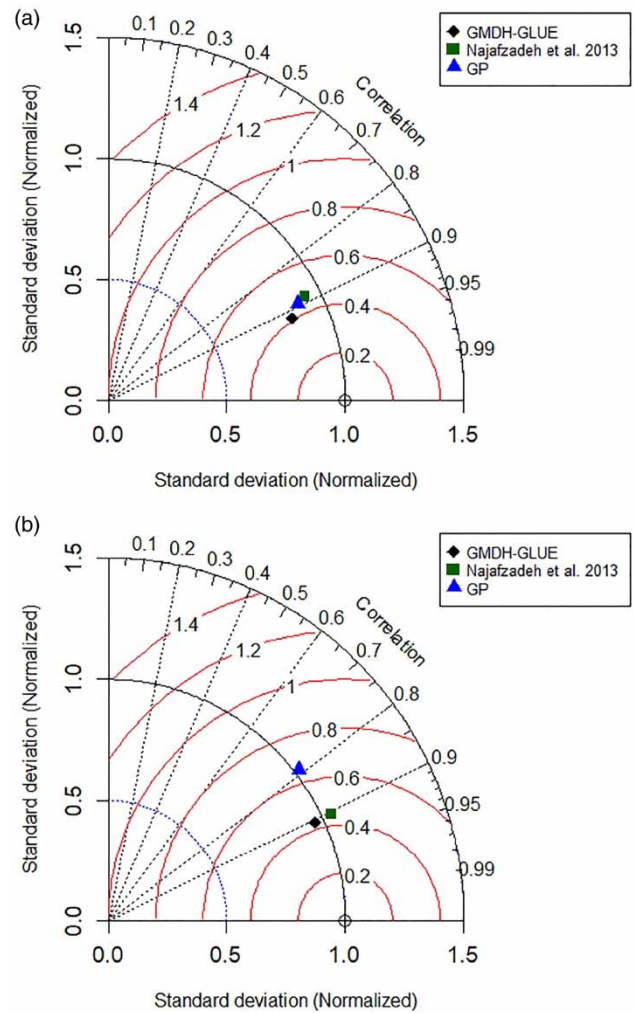 (a)
GMDH-GLUE
Najafzadeh et al. 2013
GP
Correlation
0.1 0.2 0.3 0.4 0.5 0.6 0.7 0.8 0.9 0.95 0.99
1.4 1.2 1 0.8 0.6 0.4 0.2
Standard deviation (Normalized)
1.5
1.0
0.5
0.0
0.0 0.5 1.0 1.5
Standard deviation (Normalized)
(b)
GMDH-GLUE
Najafzadeh et al. 2013
GP
Correlation
0.1 0.2 0.3 0.4 0.5 0.6 0.7 0.8 0.9 0.95 0.99
1.4 1.2 1 0.8 0.6 0.4 0.2
Standard deviation (Normalized)
1.5
1.0
0.5
0.0
0.0 0.5 1.0 1.5
Standard deviation (Normalized)